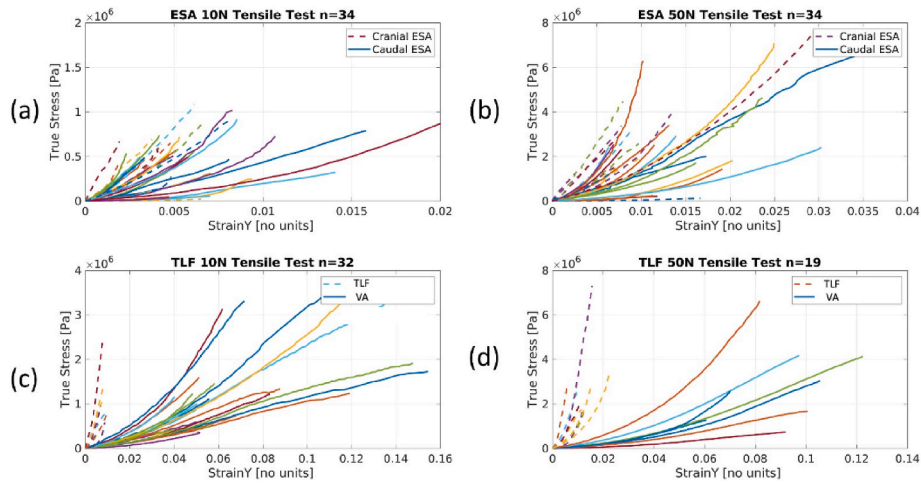 (a)
ESA 10N Tensile Test n=34
×10⁶
True Stress [Pa]
2
1.5
1
0.5
0
0
0.005
0.01
0.015
0.02
StrainY [no units]
Cranial ESA
Caudal ESA
(b)
ESA 50N Tensile Test n=34
×10⁶
True Stress [Pa]
8
6
4
2
0
0
0.005
0.01
0.015
0.02
0.025
0.03
0.035
0.04
StrainY [no units]
Cranial ESA
Caudal ESA
(c)
TLF 10N Tensile Test n=32
×10⁶
True Stress [Pa]
4
3
2
1
0
0
0.02
0.04
0.06
0.08
0.1
0.12
0.14
0.16
StrainY [no units]
TLF
VA
(d)
TLF 50N Tensile Test n=19
×10⁶
True Stress [Pa]
8
6
4
2
0
0
0.02
0.04
0.06
0.08
0.1
0.12
0.14
StrainY [no units]
TLF
VA